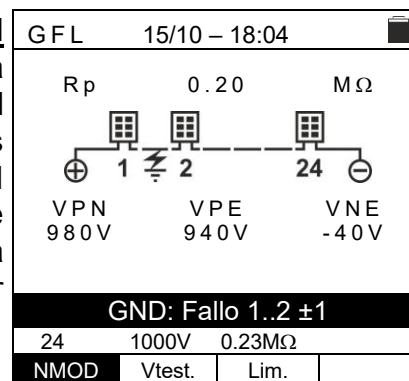 GFL 15/10 – 18:04
Rp 0.20 MΩ
1 2 24
VPN VPE VNE
980V 940V -40V
GND: Fallo 1..2 ±1
24 1000V 0.23MΩ
NMOD Vtest. Lim.